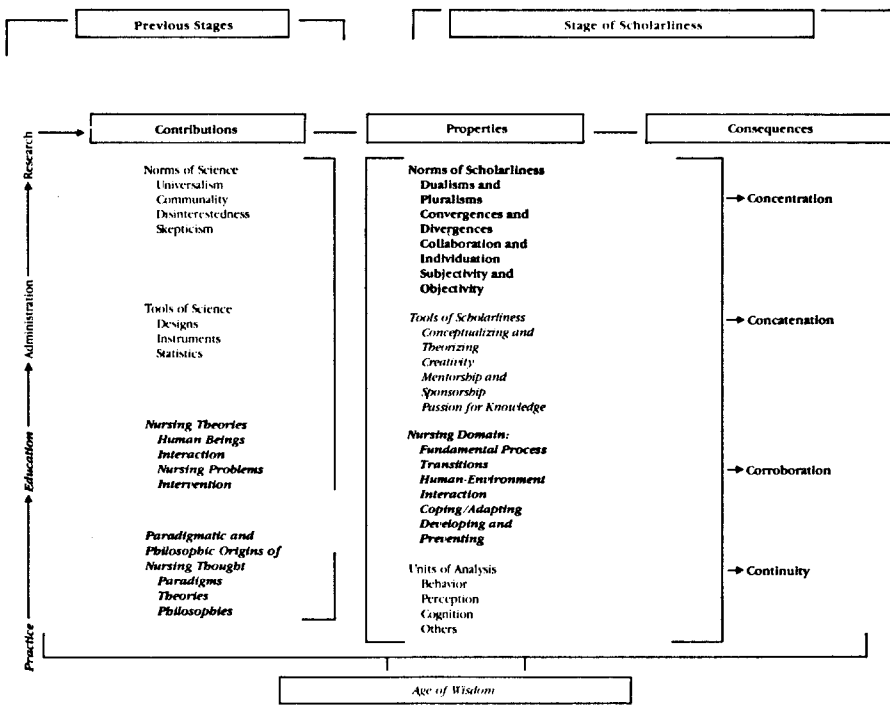 Previous Stages
Stage of Scholarliness
Contributions
Properties
Consequences
Research
Administration
Education
Practice
Norms of Science
Universalism
Communality
Disinterestedness
Skepticism
Tools of Science
Designs
Instruments
Statistics
Nursing Theories
Human Beings
Interaction
Nursing Problems
Intervention
Paradigmatic and
Philosophic Origins of
Nursing Thought
Paradigms
Theories
Philosophies
Norms of Scholarliness
Dualisms and
Pluralisms
Convergences and
Divergences
Collaboration and
Individuation
Subjectivity and
Objectivity
Tools of Scholarliness
Conceptualizing and
Theorizing
Creativity
Mentorship and
Sponsorship
Passion for Knowledge
Nursing Domain:
Fundamental Process
Transitions
Human-Environment
Interaction
Coping/Adapting
Developing and
Preventing
Units of Analysis
Behavior
Perception
Cognition
Others
Concentration
Concatenation
Corroboration
Continuity
Age of Wisdom